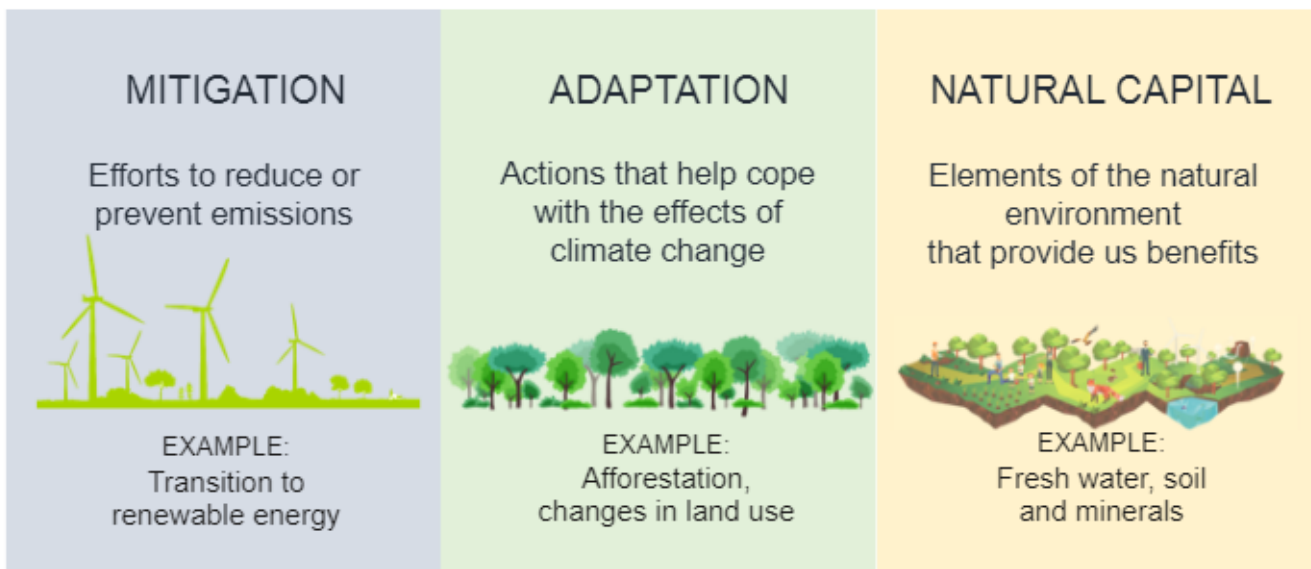 MITIGATION
Efforts to reduce or
prevent emissions
EXAMPLE:
Transition to
renewable energy
ADAPTATION
Actions that help cope
with the effects of
climate change
EXAMPLE:
Afforestation,
changes in land use
NATURAL CAPITAL
Elements of the natural
environment
that provide us benefits
EXAMPLE:
Fresh water, soil
and minerals